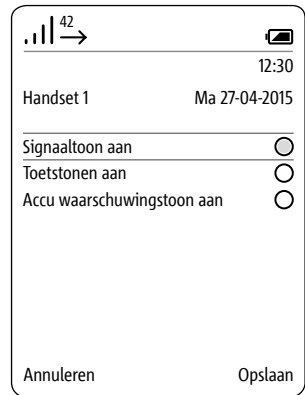 42
12:30
Handset 1 Ma 27-04-2015
Signaaltoon aan
Toetstonen aan
Accu waarschuwingstoon aan
Annuleren Opslaan